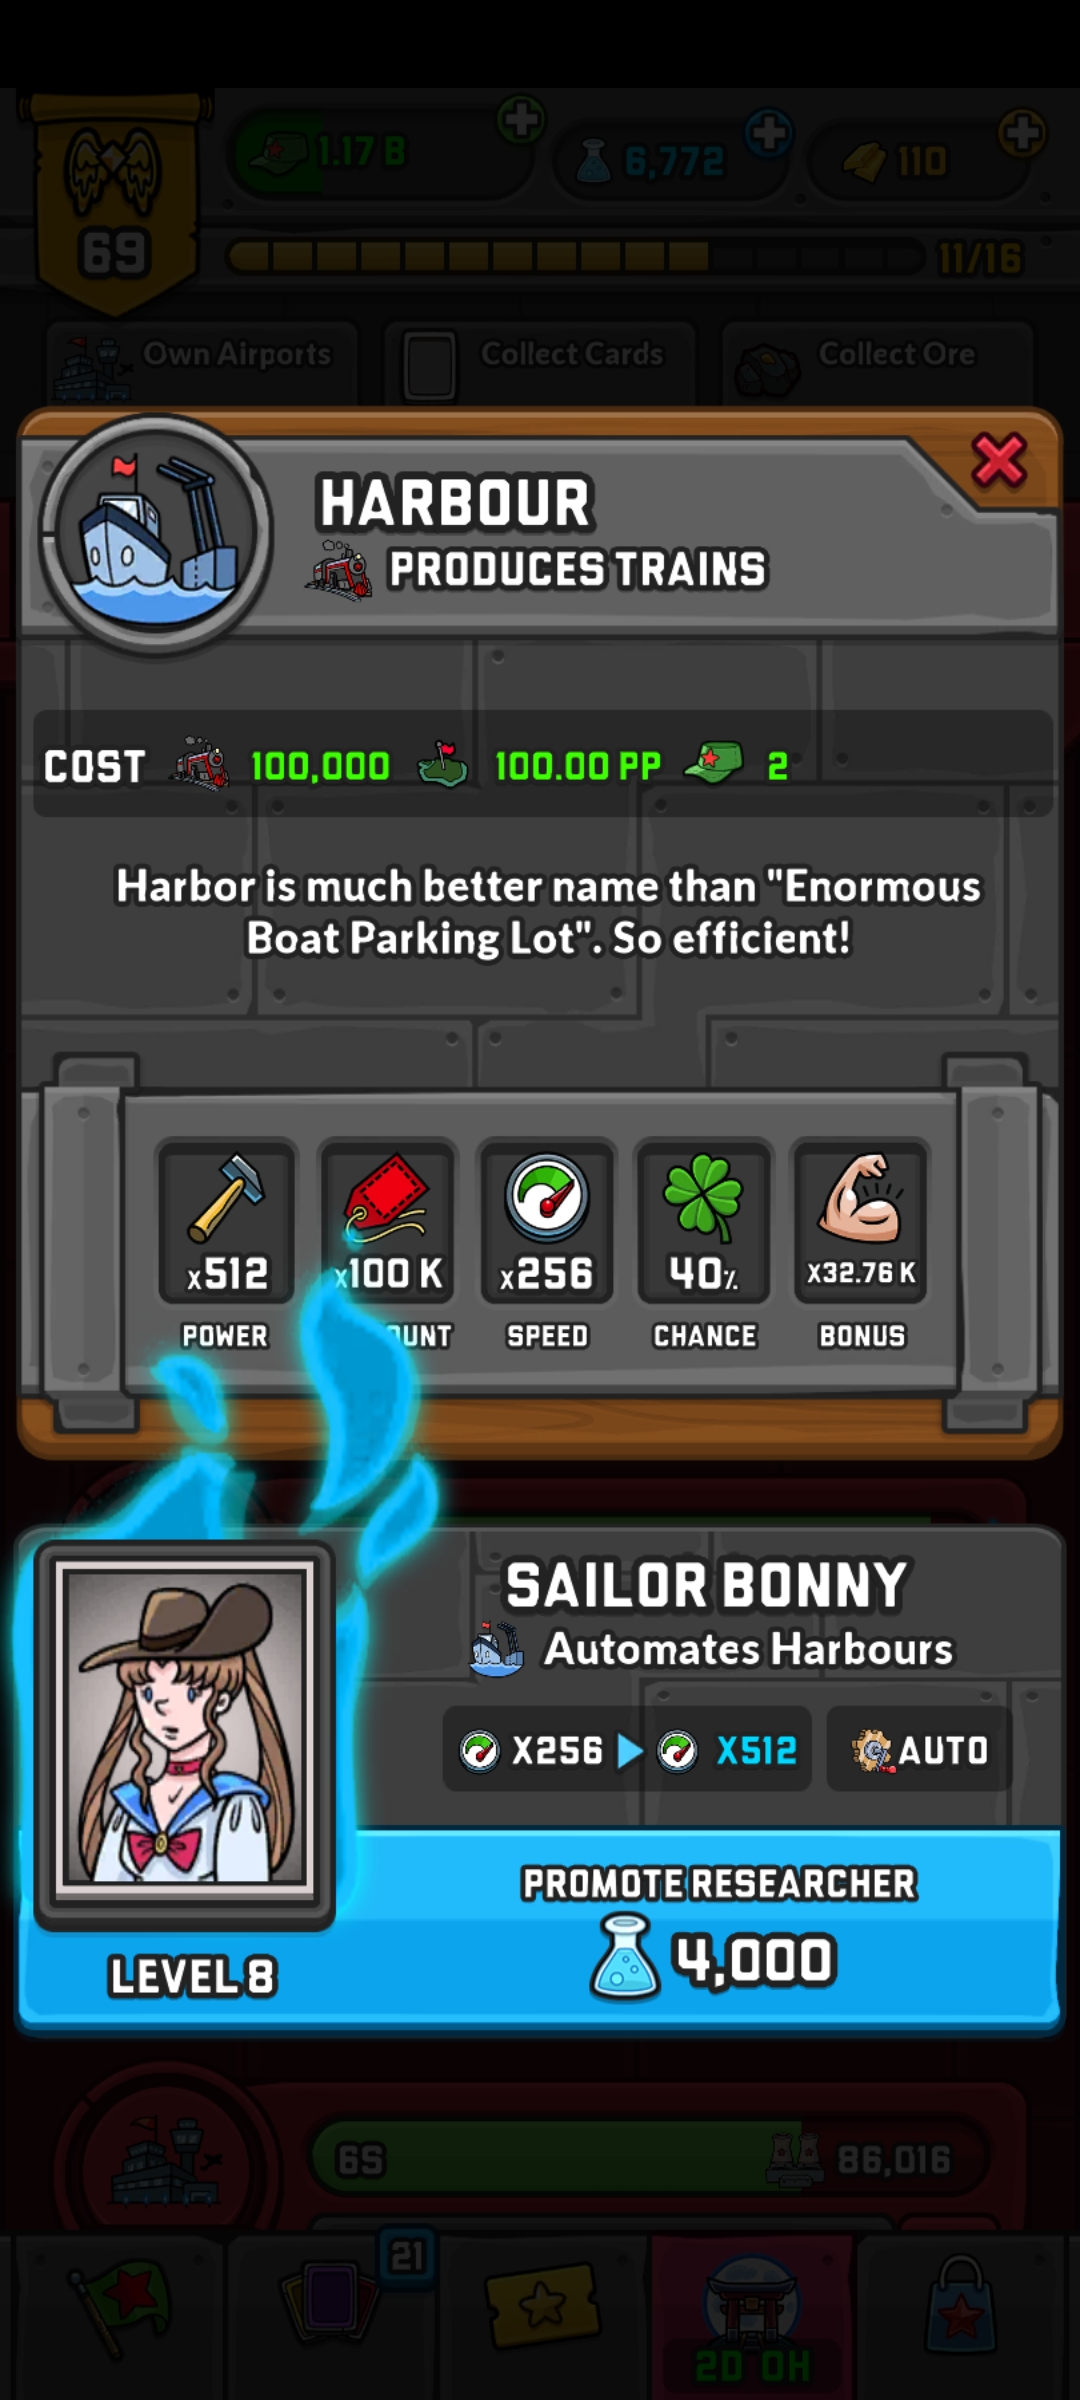 1.17 B
6,772
110
69
11/16
Own Airports
Collect Cards
Collect Ore
HARBOUR
PRODUCES TRAINS
COST 100,000 100.00 PP 2
Harbor is much better name than "Enormous
Boat Parking Lot". So efficient!
x512
x100 K
x256
40%
x32.76 K
POWER
OUNT
SPEED
CHANCE
BONUS
SAILOR BONNY
Automates Harbours
X256 X512 AUTO
PROMOTE RESEARCHER
4,000
LEVEL 8
6S
86,016
21
2D 0H